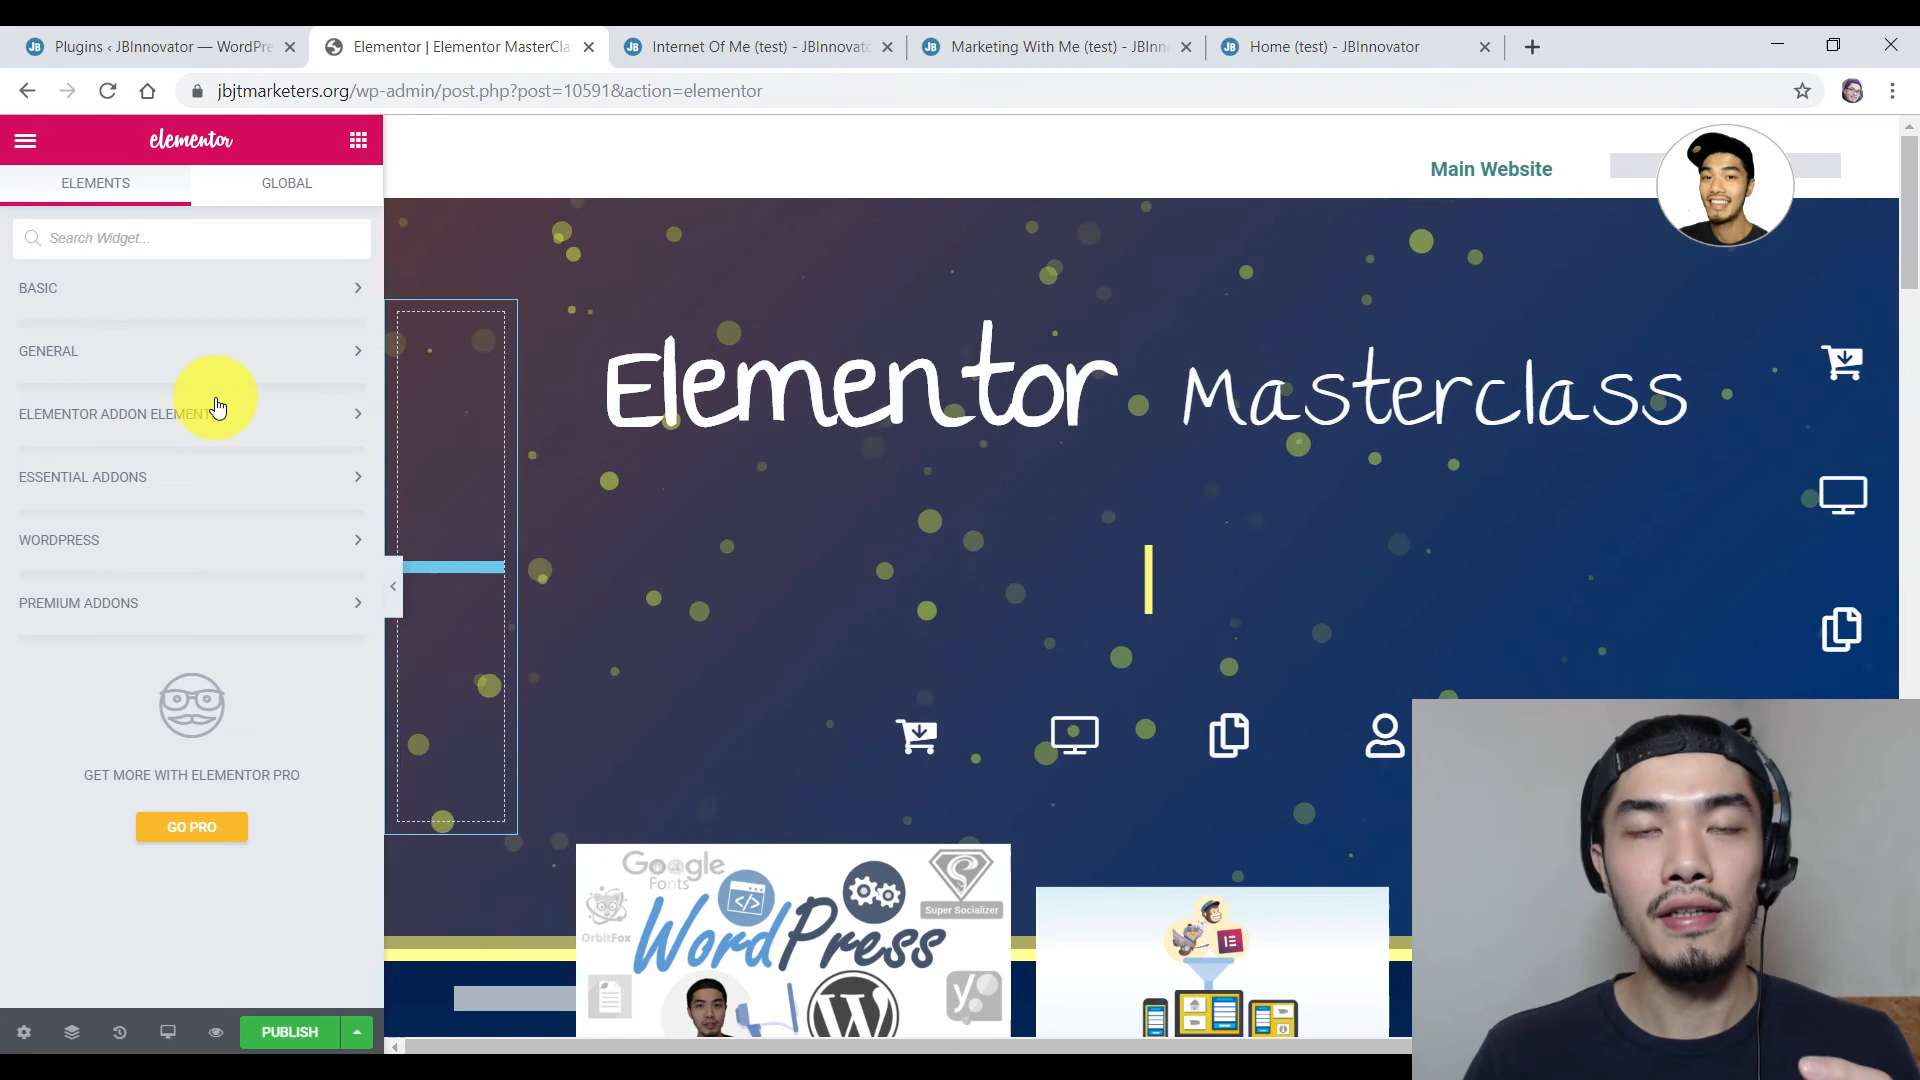 Plugins ‹ JBInnovator — WordPre
Elementor | Elementor MasterCla
Internet Of Me (test) - JBInnovato
Marketing With Me (test) - JBInn
Home (test) - JBInnovator
jbjtmarketers.org/wp-admin/post.php?post=10591&action=elementor
elementor
ELEMENTS
GLOBAL
Search Widget...
BASIC
GENERAL
ELEMENTOR ADDON ELEMENT
ESSENTIAL ADDONS
WORDPRESS
PREMIUM ADDONS
GET MORE WITH ELEMENTOR PRO
GO PRO
PUBLISH
Main Website
Elementor Masterclass
Google
Fonts
Super Socializer
OrbitFox
WordPress